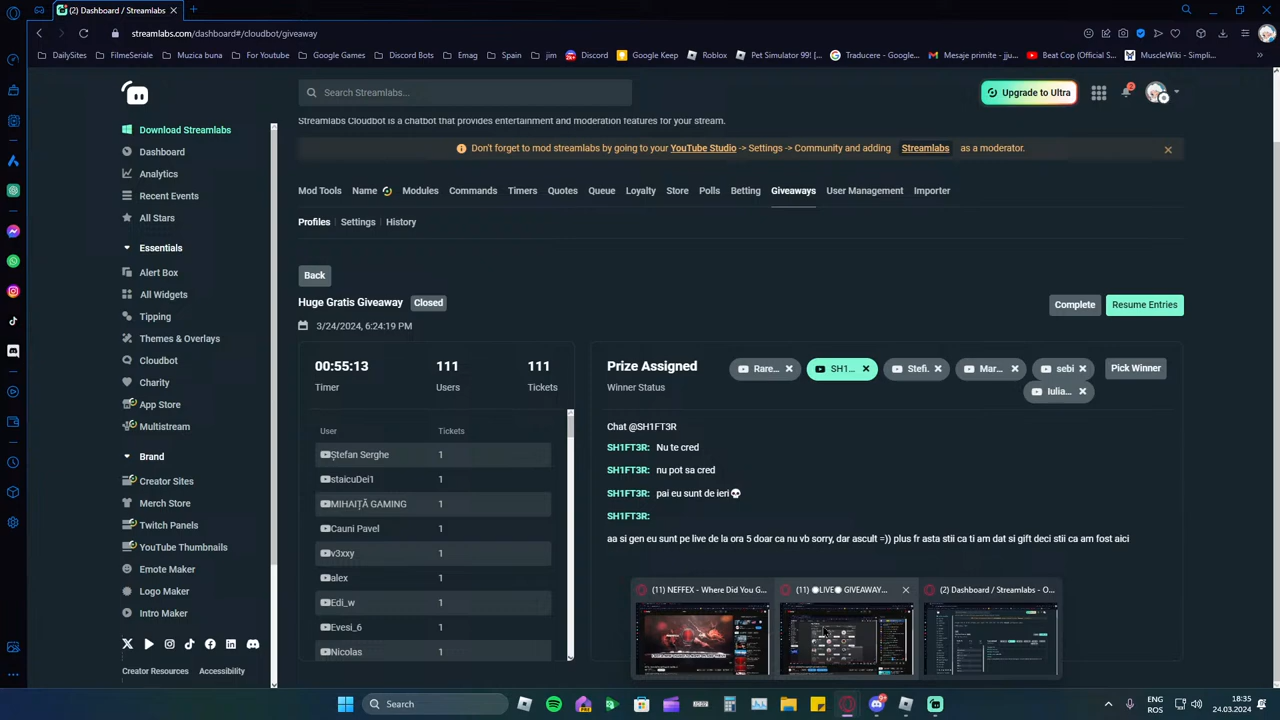 (2) Dashboard / Streamlabs
streamlabs.com/dashboard#/cloudbot/giveaway
DailySites
FilmeSeriale
Muzica buna
For Youtube
Google Games
Discord Bots
Emag
Spain
jim
Discord
Google Keep
Roblox
Pet Simulator 99! [...
Traducere - Google...
Mesaje primite - jju...
Beat Cop (Official S...
MuscleWiki - Simpli...
Search Streamlabs...
Upgrade to Ultra
2
Streamlabs Cloudbot is a chatbot that provides entertainment and moderation features for your stream.
Don't forget to mod streamlabs by going to your YouTube Studio -> Settings -> Community and adding Streamlabs as a moderator.
Download Streamlabs
Dashboard
Analytics
Recent Events
All Stars
Essentials
Alert Box
All Widgets
Tipping
Themes & Overlays
Cloudbot
Charity
App Store
Multistream
Brand
Creator Sites
Merch Store
Twitch Panels
YouTube Thumbnails
Emote Maker
Logo Maker
Intro Maker
Creator Resources
Accessibility
Mod Tools
Name
Modules
Commands
Timers
Quotes
Queue
Loyalty
Store
Polls
Betting
Giveaways
User Management
Importer
Profiles
Settings
History
Back
Huge Gratis Giveaway
Closed
3/24/2024, 6:24:19 PM
Complete
Resume Entries
00:55:13
111
111
Timer
Users
Tickets
User
Tickets
Ștefan Serghe 1
staicuDei1 1
MIHAIȚĂ GAMING 1
Cauni Pavel 1
v3xxy 1
alex 1
Edi_w 1
1
Nicolas 1
Prize Assigned
Winner Status
Rare...
SH1...
Stefi.
Mar...
sebi
Iulia...
Pick Winner
Chat @SH1FT3R
SH1FT3R: Nu te cred
SH1FT3R: nu pot sa cred
SH1FT3R: pai eu sunt de ieri💀
SH1FT3R:
aa si gen eu sunt pe live de la ora 5 doar ca nu vb sorry, dar ascult =)) plus fr asta stii ca ti am dat si gift deci stii ca am fost aici
(11) NEFFEX - Where Did You G...
(11) 🔴LIVE🔴 GIVEAWAY...
(2) Dashboard / Streamlabs - O...
Search
ENG
ROS
18:35
24.03.2024